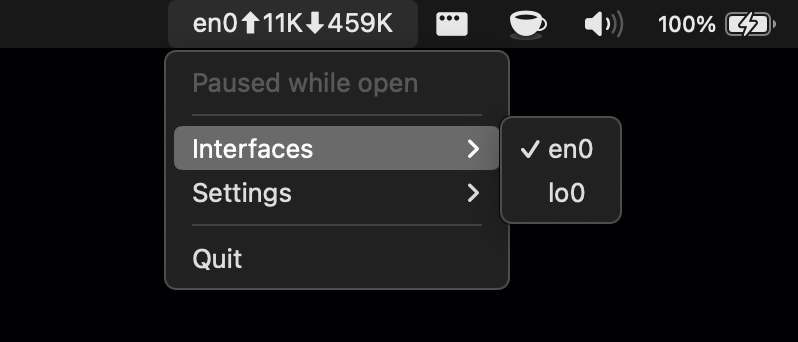 en0⬆11K⬇459K 100%
Paused while open
Interfaces
Settings
Quit
en0
lo0